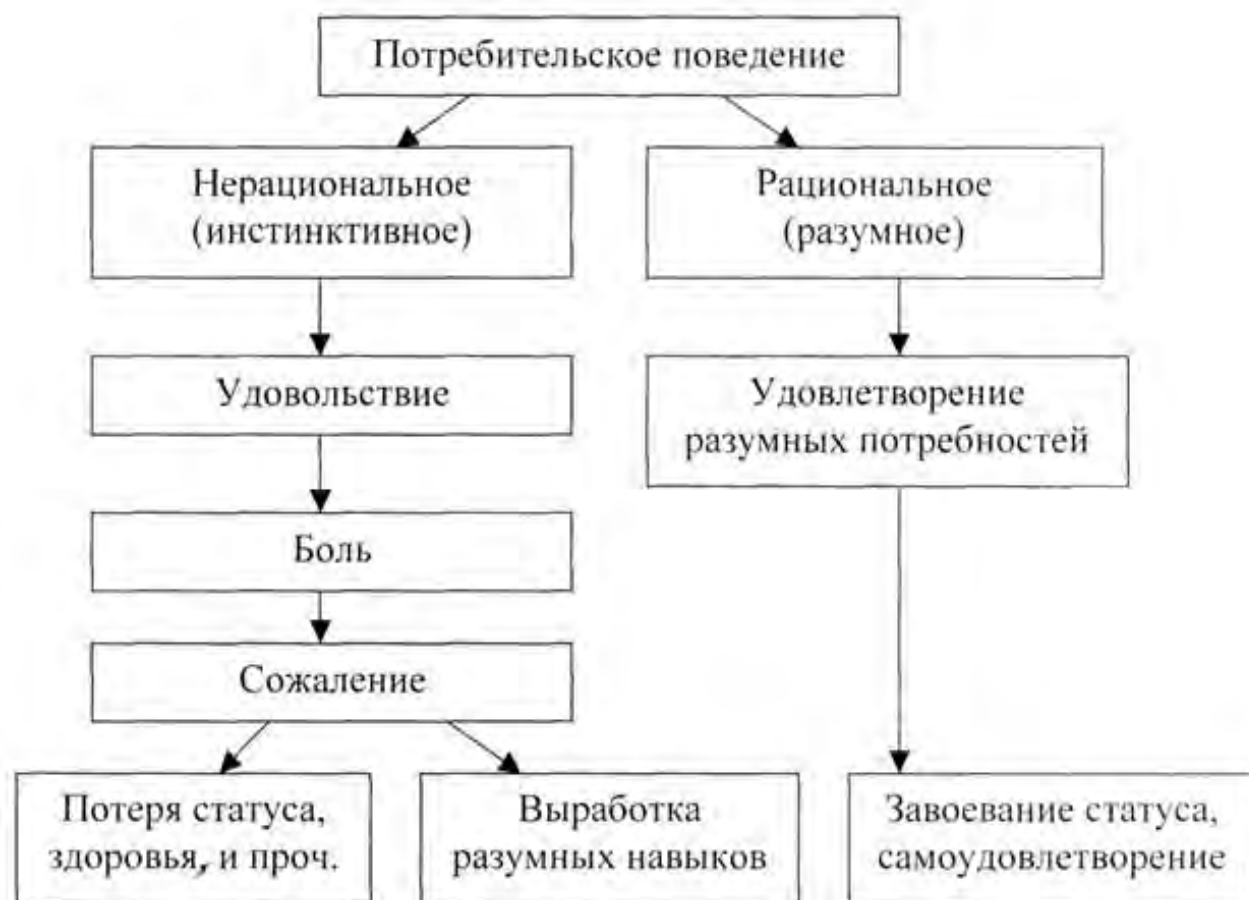 Потребительское поведение
Нерациональное
(инстинктивное)
Рациональное
(разумное)
Удовольствие
Удовлетворение
разумных потребностей
Боль
Сожаление
Потеря статуса,
здоровья, и проч.
Выработка
разумных навыков
Завоевание статуса,
самоудовлетворение